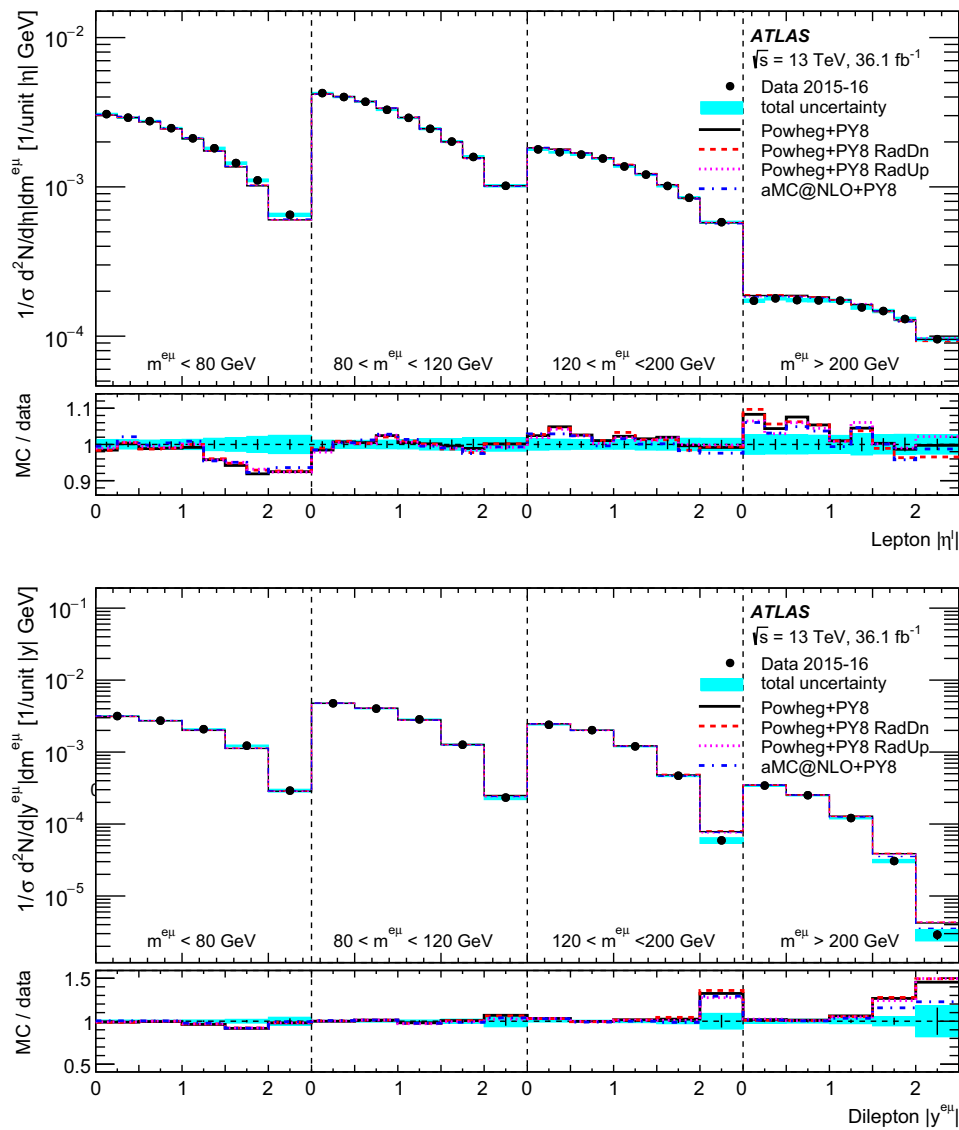 10⁻²
10⁻³
10⁻⁴
1/σ d²N/d|η|dm^eμ [1/unit |η| GeV]
ATLAS
√s = 13 TeV, 36.1 fb⁻¹
Data 2015-16
total uncertainty
Powheg+PY8
Powheg+PY8 RadDn
Powheg+PY8 RadUp
aMC@NLO+PY8
m^eμ < 80 GeV
80 < m^eμ < 120 GeV
120 < m^eμ <200 GeV
m^eμ > 200 GeV
MC / data
1.1
1
0.9
0 1 2 0 1 2 0 1 2 0 1 2
Lepton |η^l|
10⁻¹
10⁻²
10⁻³
0
10⁻⁴
10⁻⁵
1/σ d²N/d|y^eμ|dm^eμ [1/unit |y| GeV]
ATLAS
√s = 13 TeV, 36.1 fb⁻¹
Data 2015-16
total uncertainty
Powheg+PY8
Powheg+PY8 RadDn
Powheg+PY8 RadUp
aMC@NLO+PY8
m^eμ < 80 GeV
80 < m^eμ < 120 GeV
120 < m^eμ <200 GeV
m^eμ > 200 GeV
MC / data
1.5
1
0.5
0 1 2 0 1 2 0 1 2 0 1 2
Dilepton |y^eμ|